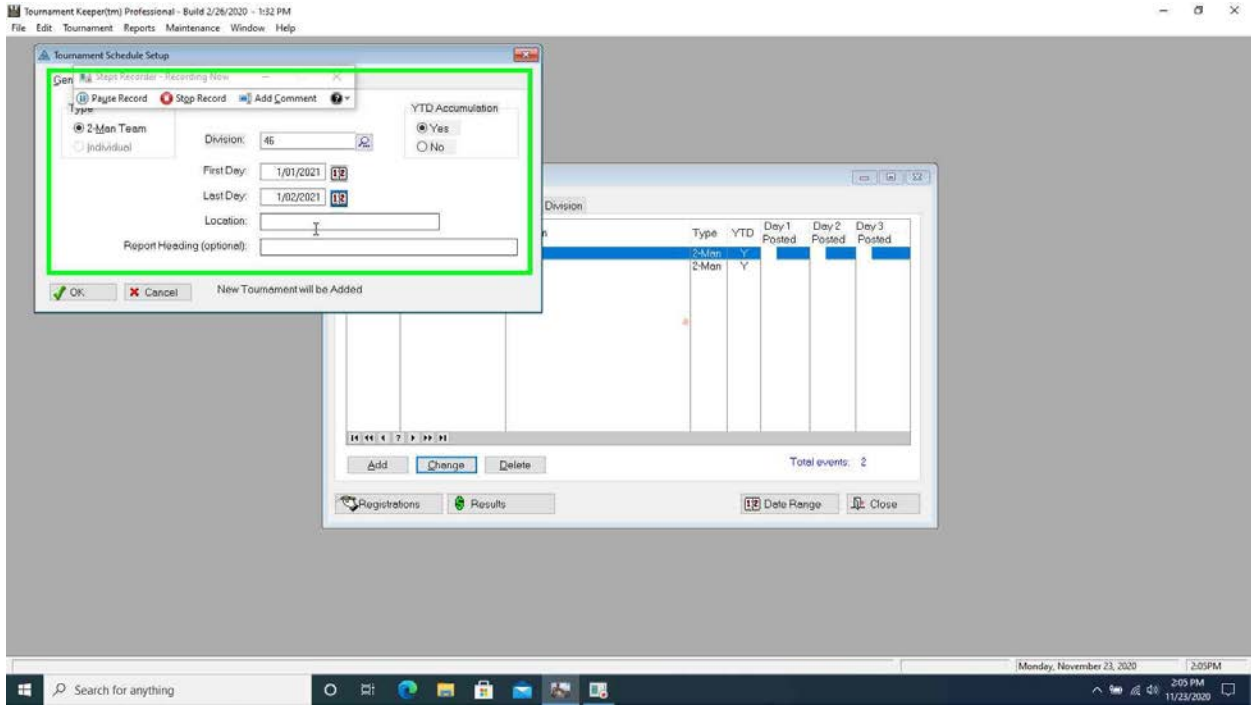 Tournament Keeper(tm) Professional - Build 2/26/2020 - 1:32 PM
File Edit Tournament Reports Maintenance Window Help
Tournament Schedule Setup
Gen
Steps Recorder - Recording Now
Pause Record Stop Record Add Comment
Type
2-Man Team
Individual
Division: 46
YTD Accumulation
Yes
No
First Day: 1/01/2021
Last Day: 1/02/2021
Location:
Report Heading (optional):
OK Cancel New Tournament will be Added
Division
Type YTD Day 1 Posted Day 2 Posted Day 3 Posted
2-Man Y
2-Man Y
Add Change Delete Total events: 2
Registrations Results Date Range Close
Monday, November 23, 2020 2:05PM
Search for anything
2:05 PM
11/23/2020